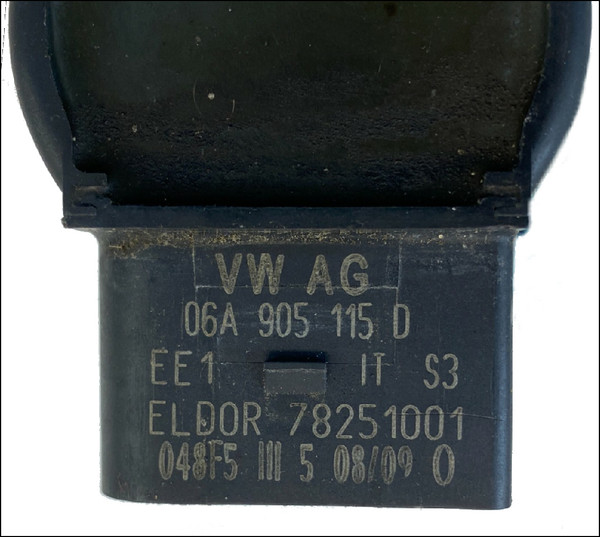 VW AG
06A 905 115 D
EE1 IT S3
ELDOR 78251001
048F5 III 5 08/09 O